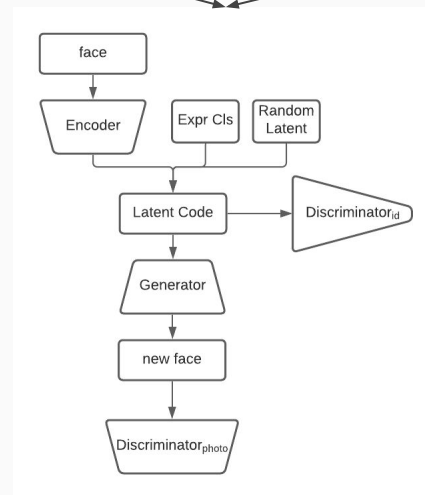 face
Encoder
Expr Cls
Random
Latent
Latent Code
Discriminatorid
Generator
new face
Discriminatorphoto